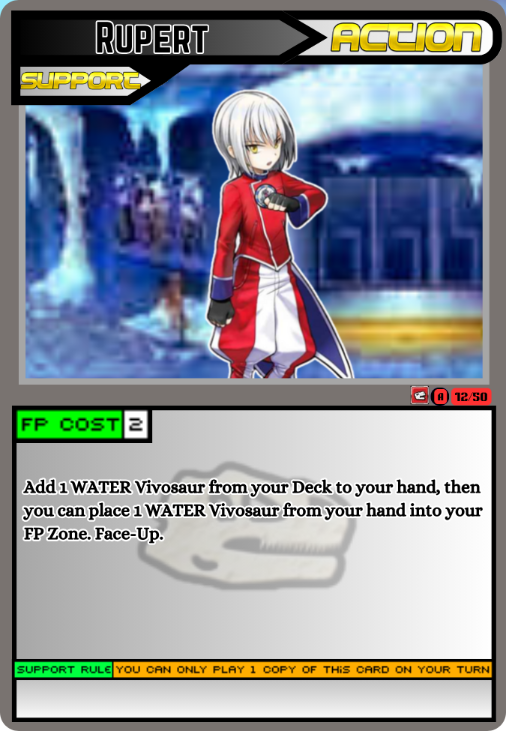 Rupert
ACTION
SUPPORT
A
12/50
FP COST 2
Add 1 WATER Vivosaur from your Deck to your hand, then
you can place 1 WATER Vivosaur from your hand into your
FP Zone. Face-Up.
SUPPORT RULE YOU CAN ONLY PLAY 1 COPY OF THIS CARD ON YOUR TURN